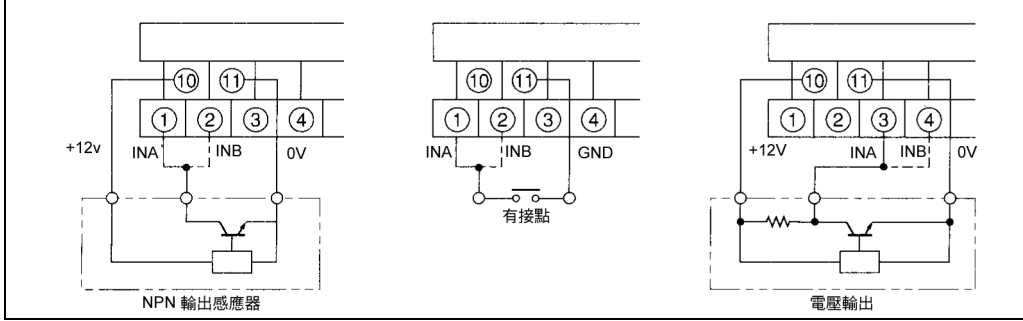 ⑩ ⑪
① ② ③ ④
+12v INA INB 0V
NPN 輸出感應器
⑩ ⑪
① ② ③ ④
INA INB GND
有接點
⑩ ⑪
① ② ③ ④
+12V INA INB 0V
電壓輸出